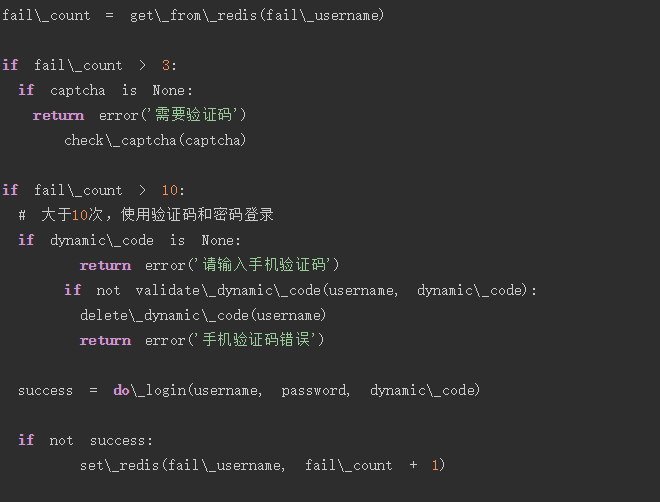 fail\_count = get\_from\_redis(fail\_username)
if fail\_count > 3:
if captcha is None:
return error('需要验证码')
check\_captcha(captcha)
if fail\_count > 10:
# 大于10次，使用验证码和密码登录
if dynamic\_code is None:
return error('请输入手机验证码')
if not validate\_dynamic\_code(username, dynamic\_code):
delete\_dynamic\_code(username)
return error('手机验证码错误')
success = do\_login(username, password, dynamic\_code)
if not success:
set\_redis(fail\_username, fail\_count + 1)